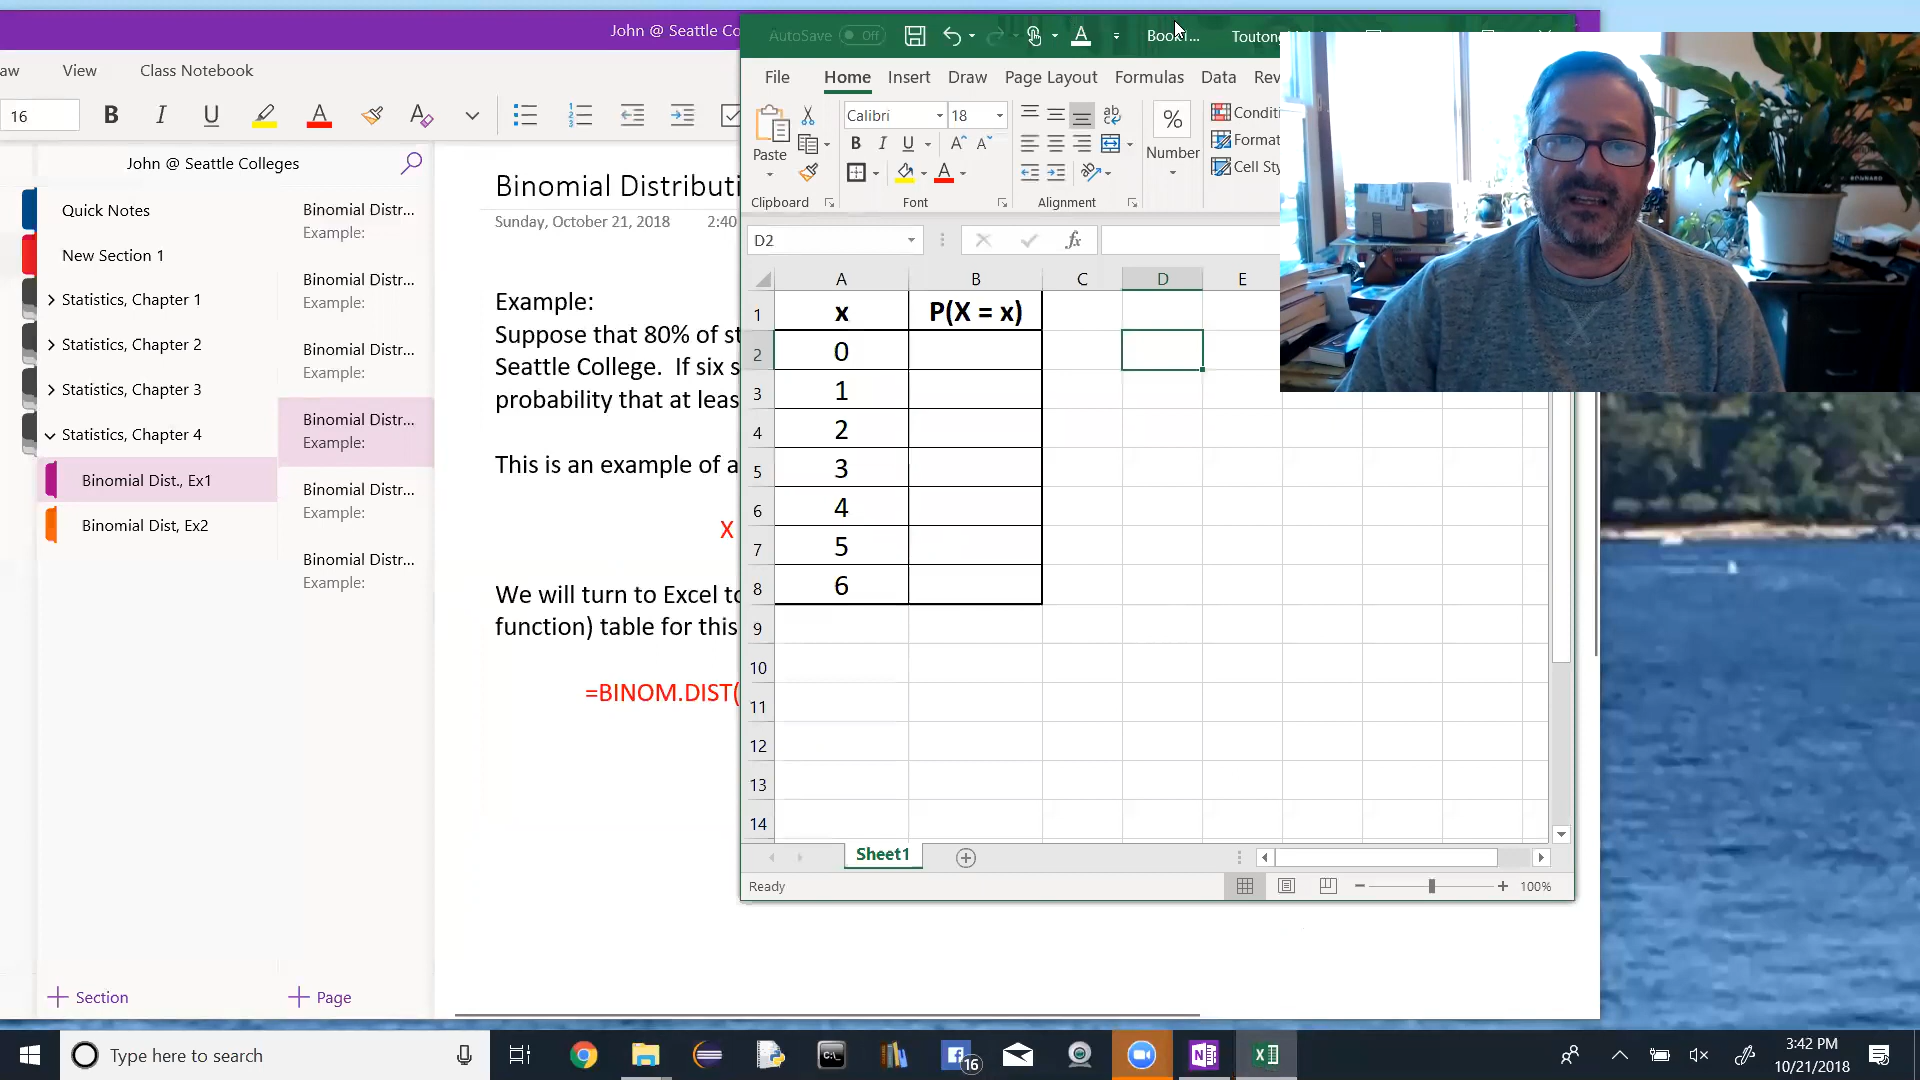 John @ Seattle Co
AutoSave Off
Toutong
aw View Class Notebook
File Home Insert Draw Page Layout Formulas Data Rev
16 B I U A A
Paste Calibri 18 ab % Number Conditi
B I U A A Format
A Cell Sty
Clipboard Font Alignment
D2 fx
John @ Seattle Colleges
Quick Notes
New Section 1
Statistics, Chapter 1
Statistics, Chapter 2
Statistics, Chapter 3
Statistics, Chapter 4
Binomial Dist., Ex1
Binomial Dist, Ex2
Section
Binomial Distr...
Example:
Binomial Distr...
Example:
Binomial Distr...
Example:
Binomial Distr...
Example:
Binomial Distr...
Example:
Binomial Distr...
Example:
Page
Binomial Distributi
Sunday, October 21, 2018 2:40
Example:
Suppose that 80% of st
Seattle College. If six s
probability that at leas
This is an example of a
X
We will turn to Excel to
function) table for this
=BINOM.DIST(
A B C D E
1 x P(X = x)
2 0
3 1
4 2
5 3
6 4
7 5
8 6
9
10
11
12
13
14
Sheet1
Ready 100%
Type here to search
16
3:42 PM
10/21/2018